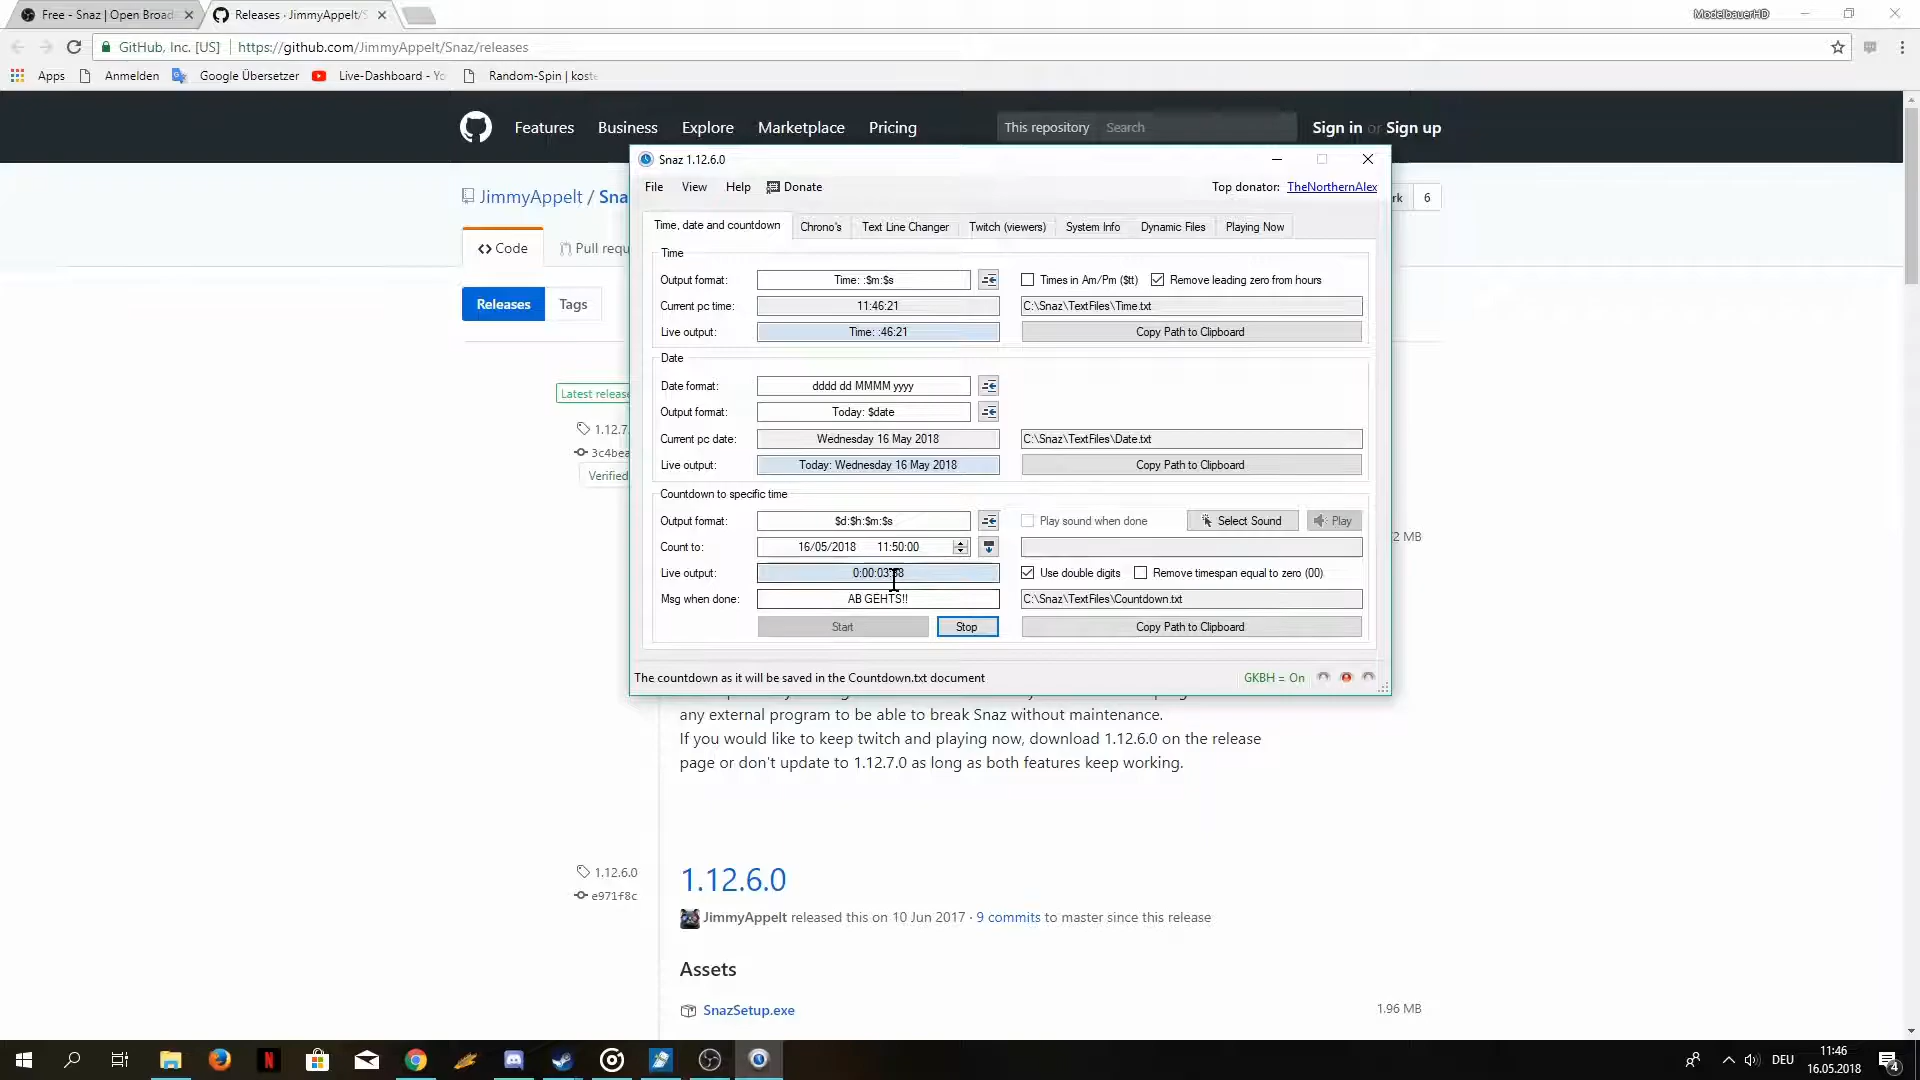 Free - Snaz | Open Broad
Releases · JimmyAppelt/S
ModelbauerHD
GitHub, Inc. [US] | https://github.com/JimmyAppelt/Snaz/releases
Apps Anmelden Google Übersetzer Live-Dashboard - Yo Random-Spin | koste
Features Business Explore Marketplace Pricing This repository Search Sign in or Sign up
Snaz 1.12.6.0
File View Help Donate Top donator: TheNorthernAlex
JimmyAppelt / Sna
rk 6
Time, date and countdown Chrono's Text Line Changer Twitch (viewers) System Info Dynamic Files Playing Now
<> Code Pull requ
Time
Output format: Time: :$m:$s Times in Am/Pm ($tt) Remove leading zero from hours
Current pc time: 11:46:21 C:\Snaz\TextFiles\Time.txt
Releases Tags
Live output: Time: :46:21 Copy Path to Clipboard
Date
Date format: dddd dd MMMM yyyy
Latest release
Output format: Today: $date
1.12.7.
Current pc date: Wednesday 16 May 2018 C:\Snaz\TextFiles\Date.txt
3c4bea
Live output: Today: Wednesday 16 May 2018 Copy Path to Clipboard
Verified
Countdown to specific time
Output format: $d:$h:$m:$s Play sound when done Select Sound Play
2 MB
Count to: 16/05/2018 11:50:00
Live output: 0:00:03: Use double digits Remove timespan equal to zero (00)
Msg when done: AB GEHTS!! C:\Snaz\TextFiles\Countdown.txt
Start Stop Copy Path to Clipboard
The countdown as it will be saved in the Countdown.txt document GKBH = On
any external program to be able to break Snaz without maintenance.
If you would like to keep twitch and playing now, download 1.12.6.0 on the release
page or don't update to 1.12.7.0 as long as both features keep working.
1.12.6.0
1.12.6.0
e971f8c
JimmyAppelt released this on 10 Jun 2017 · 9 commits to master since this release
Assets
SnazSetup.exe 1.96 MB
DEU 11:46
16.05.2018
4